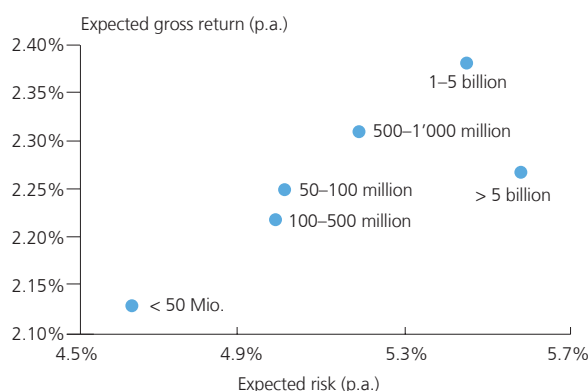 Expected gross return (p.a.)
2.40%
1–5 billion
2.35%
500–1’000 million
2.30%
> 5 billion
2.25%
50–100 million
2.20%
100–500 million
2.15%
< 50 Mio.
2.10%
4.5%
4.9%
5.3%
5.7%
Expected risk (p.a.)